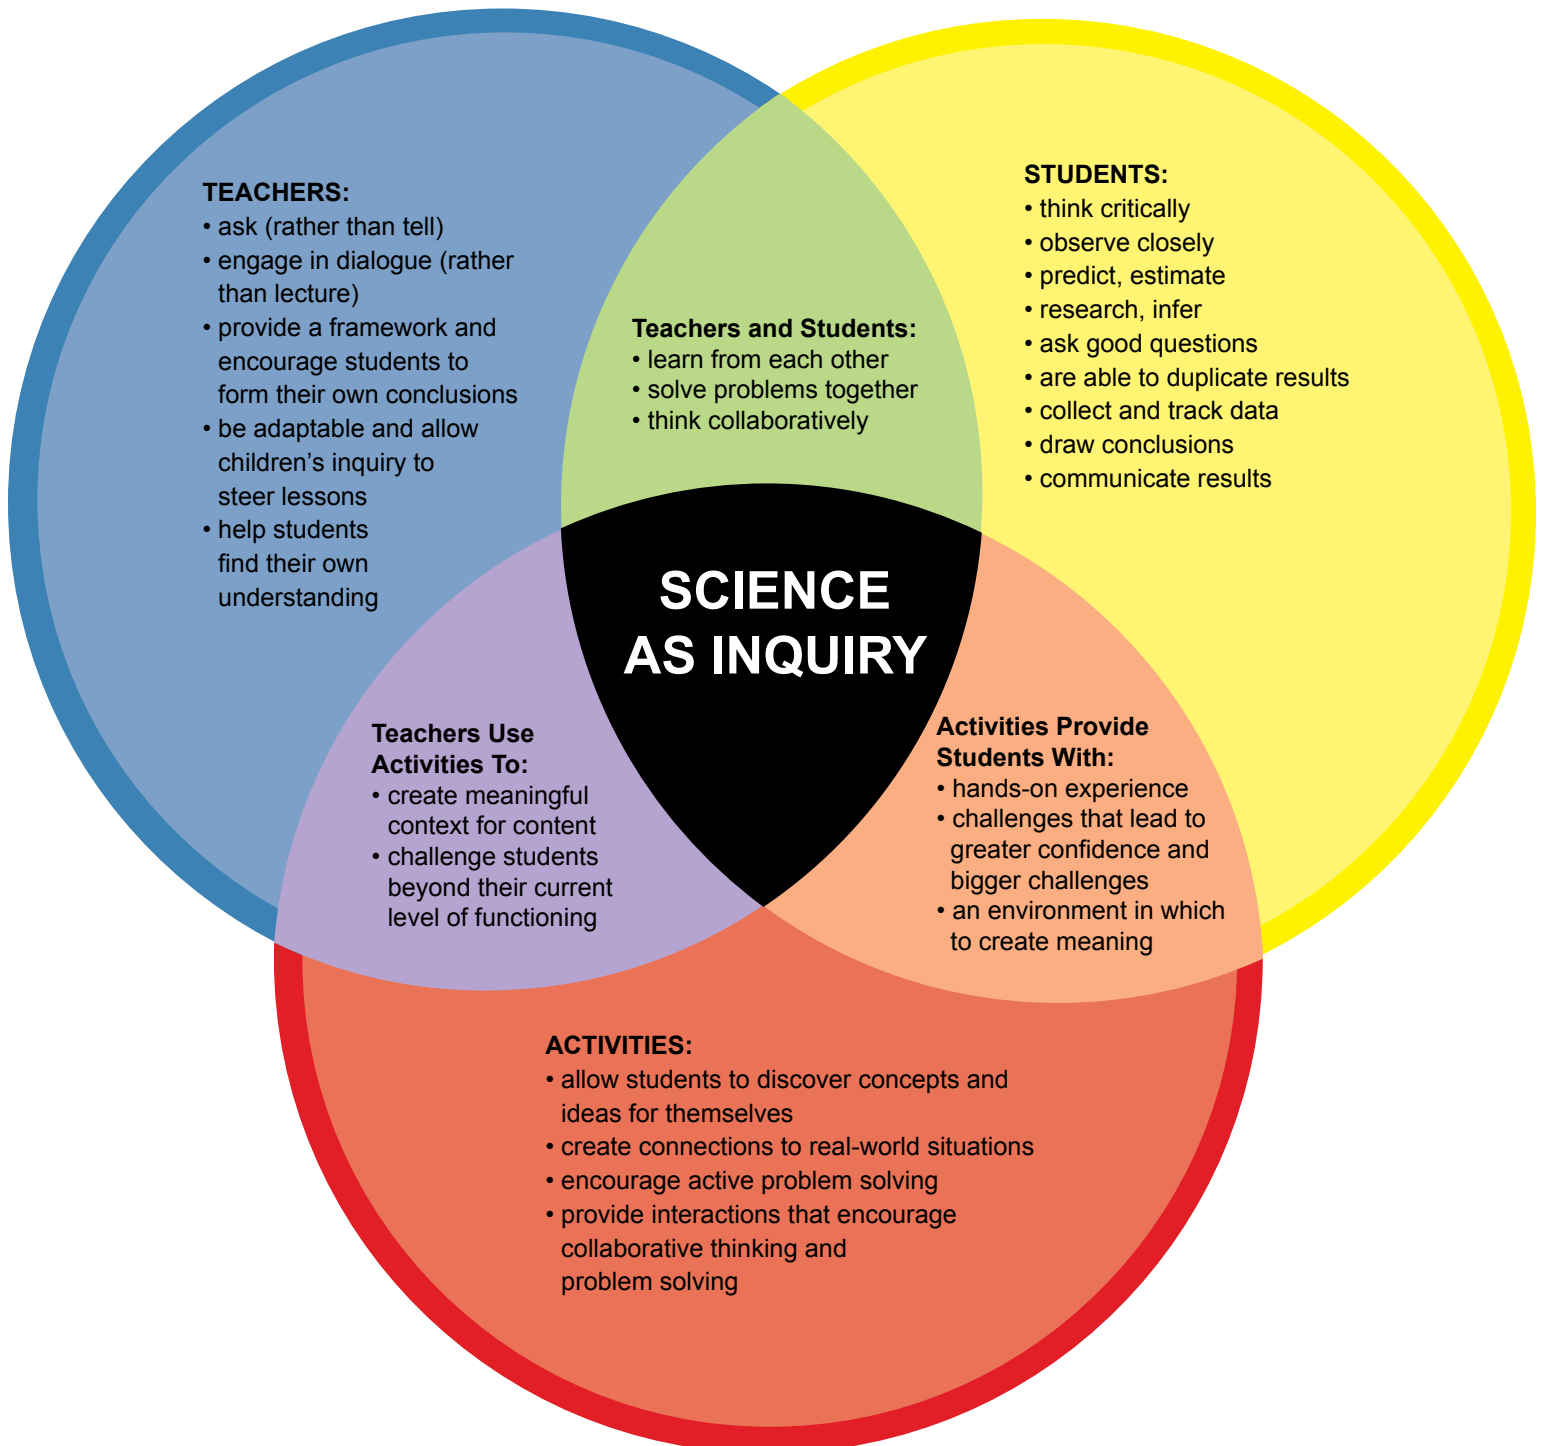 TEACHERS:
• ask (rather than tell)
• engage in dialogue (rather
than lecture)
• provide a framework and
encourage students to
form their own conclusions
• be adaptable and allow
children’s inquiry to
steer lessons
• help students
find their own
understanding
Teachers and Students:
• learn from each other
• solve problems together
• think collaboratively
STUDENTS:
• think critically
• observe closely
• predict, estimate
• research, infer
• ask good questions
• are able to duplicate results
• collect and track data
• draw conclusions
• communicate results
SCIENCE
AS INQUIRY
Teachers Use
Activities To:
• create meaningful
context for content
• challenge students
beyond their current
level of functioning
Activities Provide
Students With:
• hands-on experience
• challenges that lead to
greater confidence and
bigger challenges
• an environment in which
to create meaning
ACTIVITIES:
• allow students to discover concepts and
ideas for themselves
• create connections to real-world situations
• encourage active problem solving
• provide interactions that encourage
collaborative thinking and
problem solving